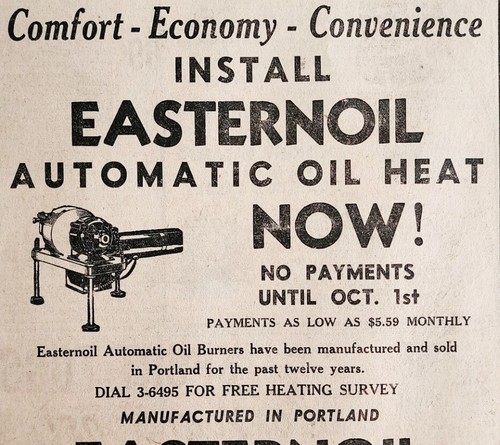 Comfort - Economy - Convenience
INSTALL
EASTERNOIL
AUTOMATIC OIL HEAT
NOW!
NO PAYMENTS
UNTIL OCT. 1st
PAYMENTS AS LOW AS $5.59 MONTHLY
Easternoil Automatic Oil Burners have been manufactured and sold
in Portland for the past twelve years.
DIAL 3-6495 FOR FREE HEATING SURVEY
MANUFACTURED IN PORTLAND
EASTERNOIL